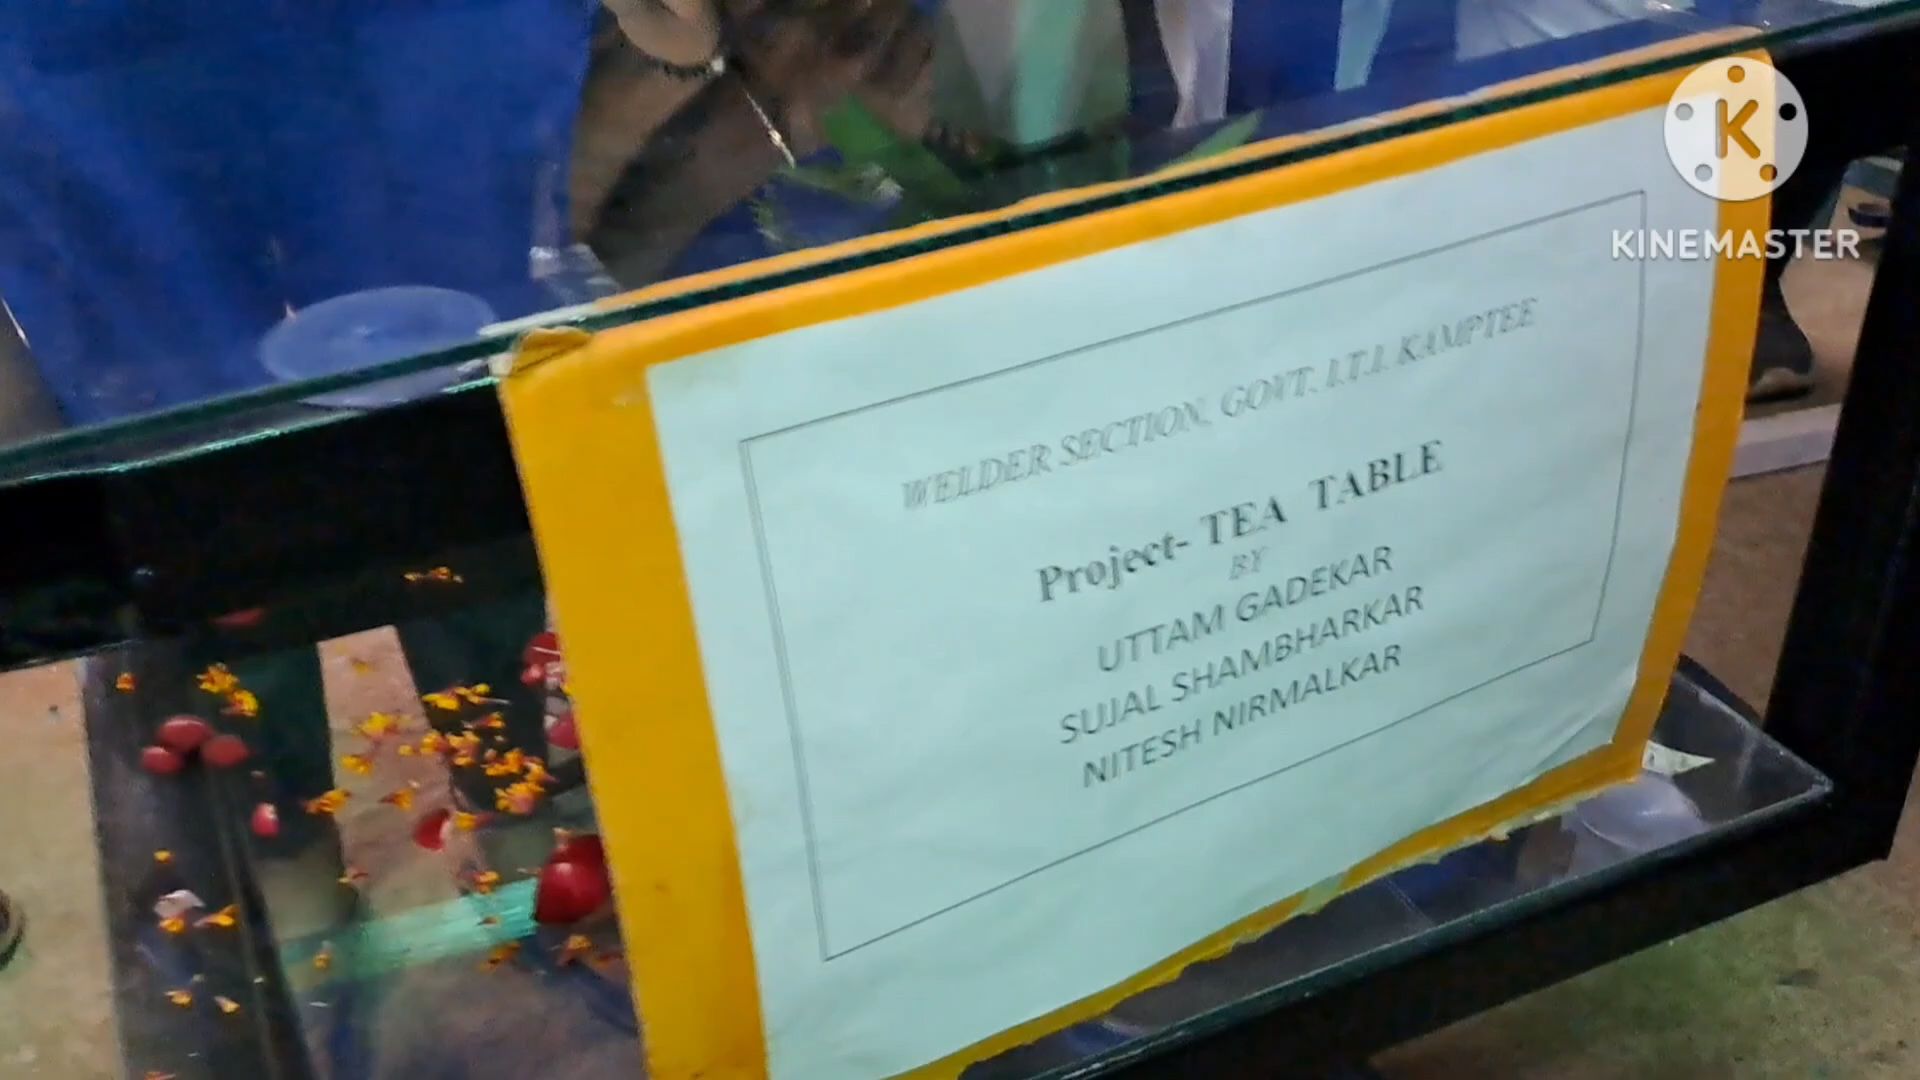 K
KINEMASTER
WELDER SECTION, GOVT. I.T.I. KAMPTEE
Project- TEA TABLE
BY
UTTAM GADEKAR
SUJAL SHAMBHARKAR
NITESH NIRMALKAR